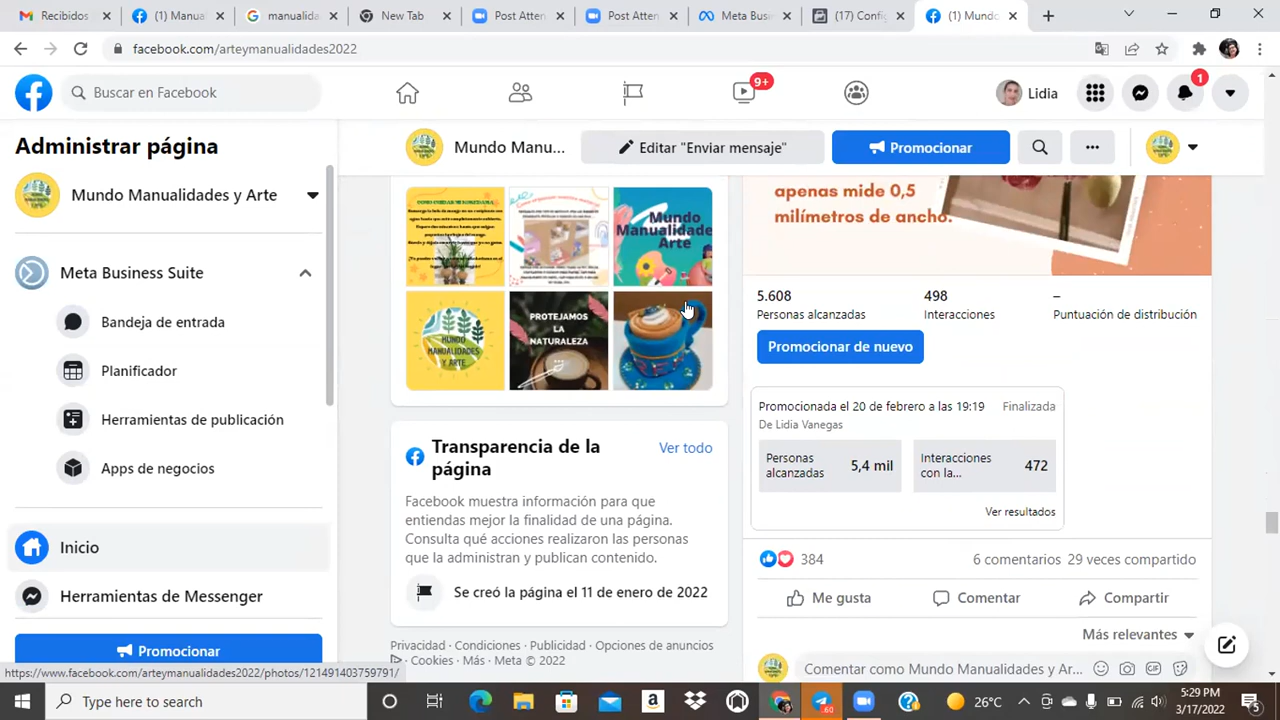 Recibidos
(1) Manua
manualida
New Tab
Post Atten
Post Atten
Meta Busi
(17) Confi
(1) Mundo
facebook.com/arteymanualidades2022
Buscar en Facebook
9+
Lidia
1
Administrar página
Mundo Manu...
Editar "Enviar mensaje"
Promocionar
Mundo Manualidades y Arte
Meta Business Suite
Bandeja de entrada
Planificador
Herramientas de publicación
Apps de negocios
Inicio
Herramientas de Messenger
Promocionar
https://www.facebook.com/arteymanualidades2022/photos/121491403759791/
Mundo
Manualidade
Arte
MUNDO
MANUALIDADES
Y ARTE
PROTEJAMOS
LA
NATURALEZA
Transparencia de la
página
Ver todo
Facebook muestra información para que
entiendas mejor la finalidad de una página.
Consulta qué acciones realizaron las personas
que la administran y publican contenido.
Se creó la página el 11 de enero de 2022
Privacidad · Condiciones · Publicidad · Opciones de anuncios
· Cookies · Más · Meta © 2022
apenas mide 0,5
milímetros de ancho.
5.608
Personas alcanzadas
498
Interacciones
–
Puntuación de distribución
Promocionar de nuevo
Promocionada el 20 de febrero a las 19:19
Finalizada
De Lidia Vanegas
Personas
alcanzadas
5,4 mil
Interacciones
con la...
472
Ver resultados
384
6 comentarios 29 veces compartido
Me gusta
Comentar
Compartir
Más relevantes
Comentar como Mundo Manualidades y Ar...
GIF
Type here to search
.60
26°C
5:29 PM
3/17/2022
5